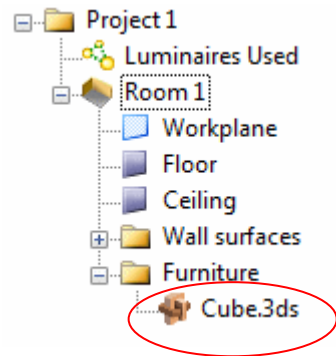 Project 1
Luminaires Used
Room 1
Workplane
Floor
Ceiling
Wall surfaces
Furniture
Cube.3ds